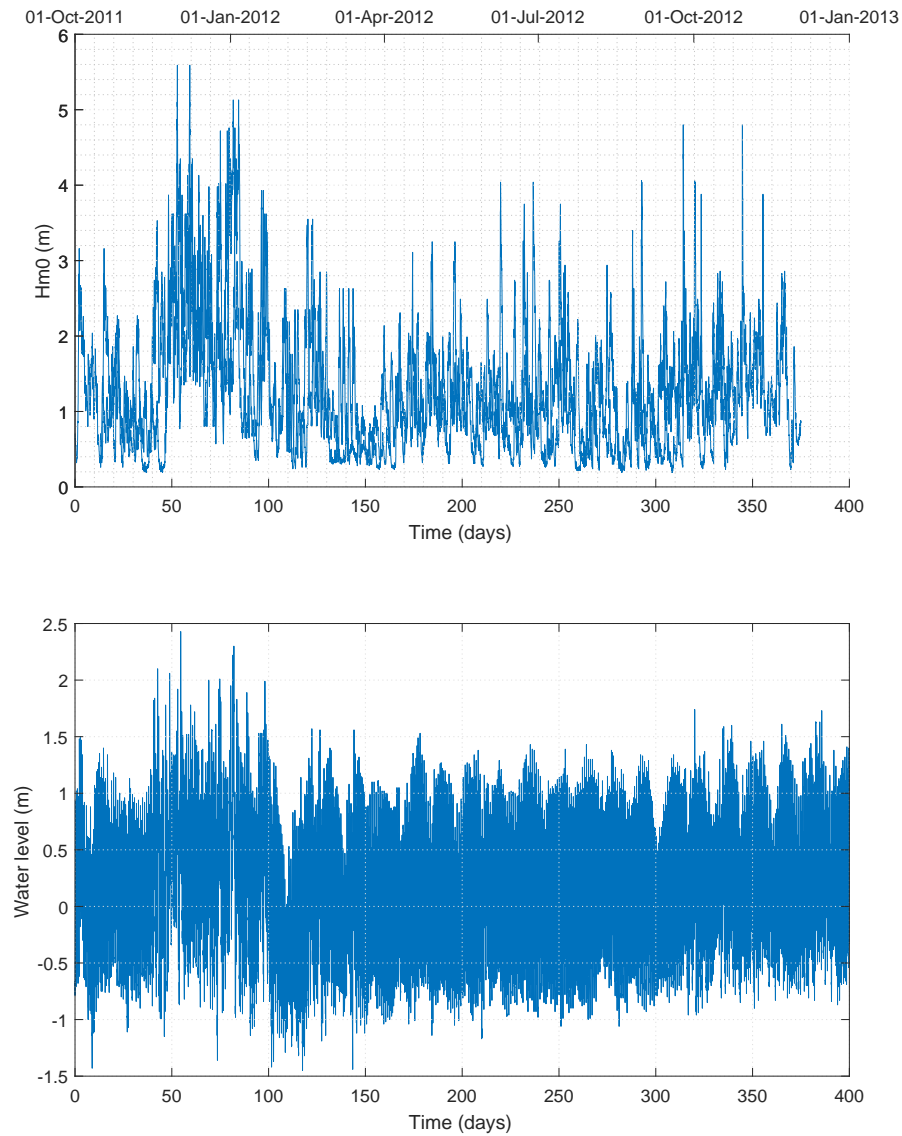 01-Oct-2011 01-Jan-2012 01-Apr-2012 01-Jul-2012 01-Oct-2012 01-Jan-2013
6
5
4
3
2
1
0
Hm0 (m)
0 50 100 150 200 250 300 350 400
Time (days)
2.5
2
1.5
1
0.5
0
-0.5
-1
-1.5
Water level (m)
0 50 100 150 200 250 300 350 400
Time (days)